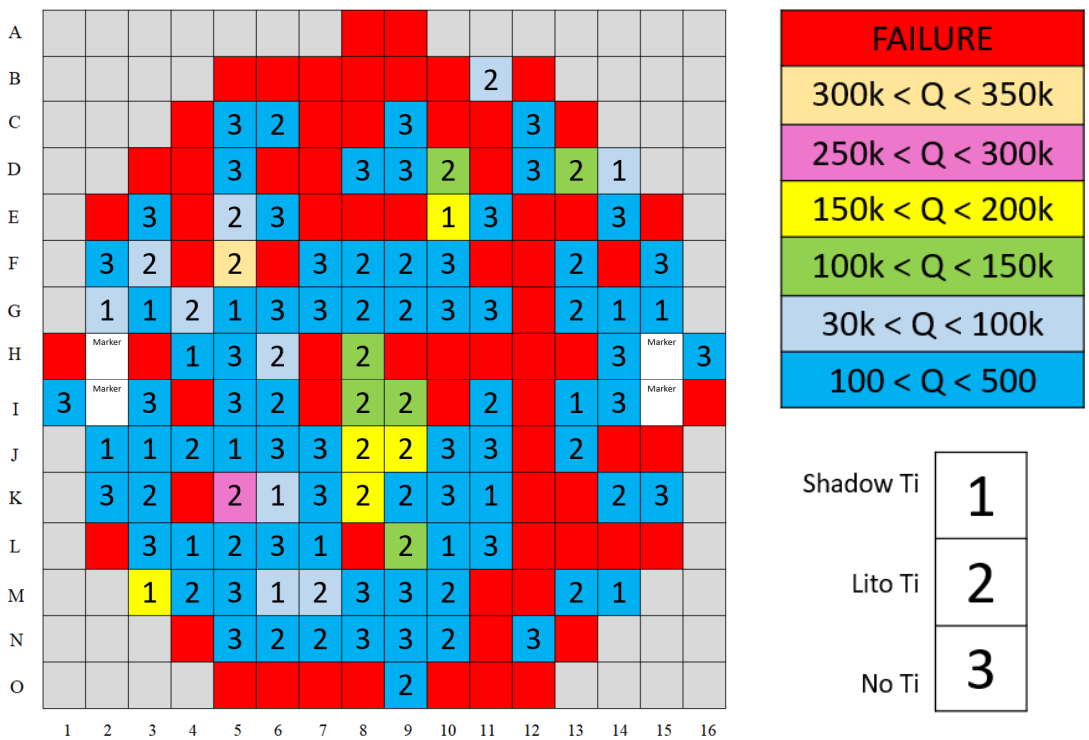 A
B 2
C 3 2 3 3
D 3 3 3 2 3 2 1
E 3 2 3 1 3 3
F 3 2 2 3 2 2 3 2 3
G 1 1 2 1 3 3 2 2 3 3 2 1 1
H Marker 1 3 2 2 3 Marker 3
I 3 Marker 3 3 2 2 2 2 1 3 Marker
J 1 1 2 1 3 3 2 2 3 3 2
K 3 2 2 1 3 2 2 3 1 2 3
L 3 1 2 3 1 2 1 3
M 1 2 3 1 2 3 3 2 2 1
N 3 2 2 3 3 2 3
O 2
1 2 3 4 5 6 7 8 9 10 11 12 13 14 15 16
FAILURE
300k < Q < 350k
250k < Q < 300k
150k < Q < 200k
100k < Q < 150k
30k < Q < 100k
100 < Q < 500
Shadow Ti 1
Lito Ti 2
No Ti 3